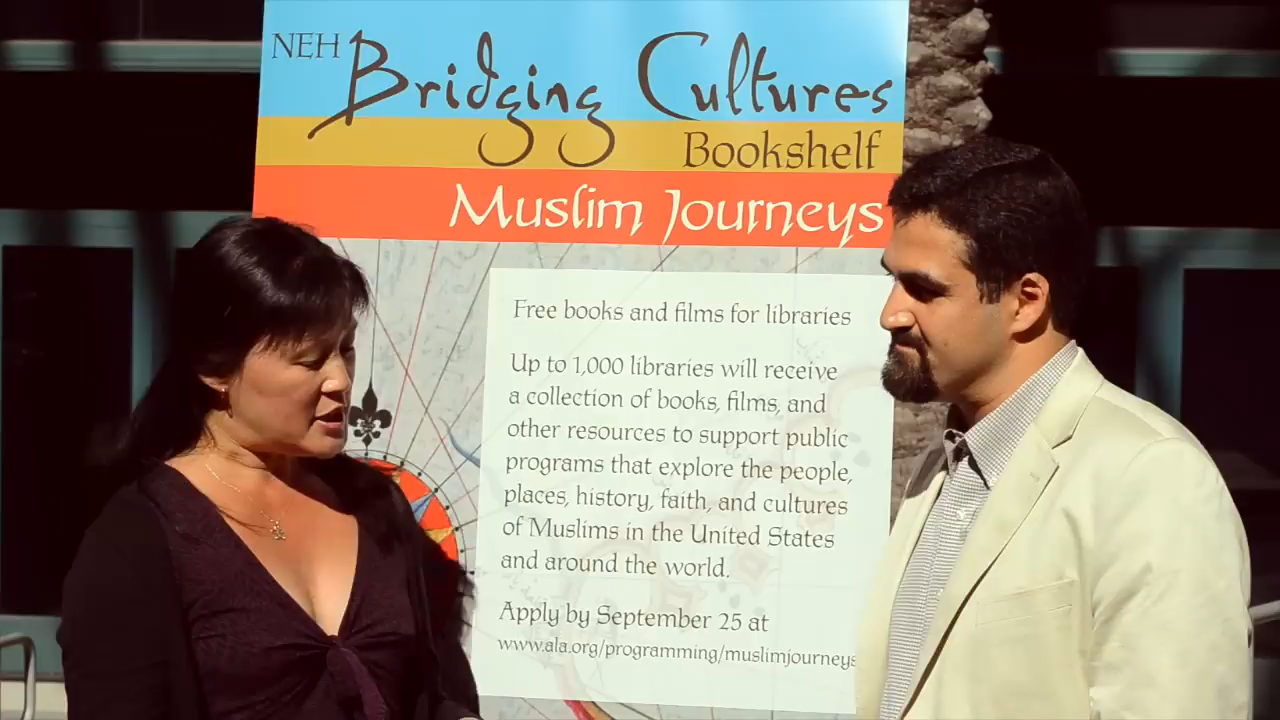 NEH Bridging Cultures
Bookshelf
Muslim Journeys
Free books and films for libraries
Up to 1,000 libraries will receive
a collection of books, films, and
other resources to support public
programs that explore the people,
places, history, faith, and cultures
of Muslims in the United States
and around the world.
Apply by September 25 at
www.ala.org/programming/muslimjourneys